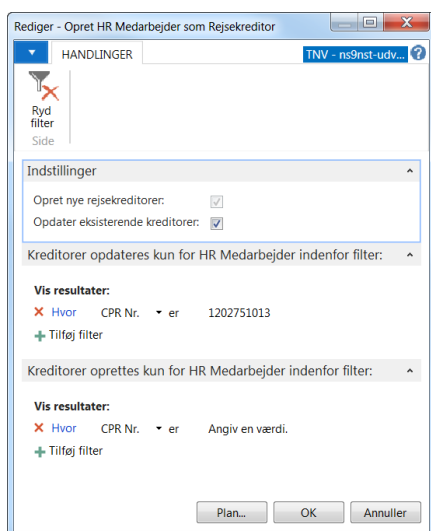 Rediger - Opret HR Medarbejder som Rejsekreditor
HANDLINGER
TNV - ns9nst-udv...
Ryd
filter
Side
Indstillinger
Opret nye rejsekreditorer:
Opdater eksisterende kreditorer:
Kreditorer opdateres kun for HR Medarbejder indenfor filter:
Vis resultater:
Hvor CPR Nr. er 1202751013
Tilføj filter
Kreditorer oprettes kun for HR Medarbejder indenfor filter:
Vis resultater:
Hvor CPR Nr. er Angiv en værdi.
Tilføj filter
Plan... OK Annuller